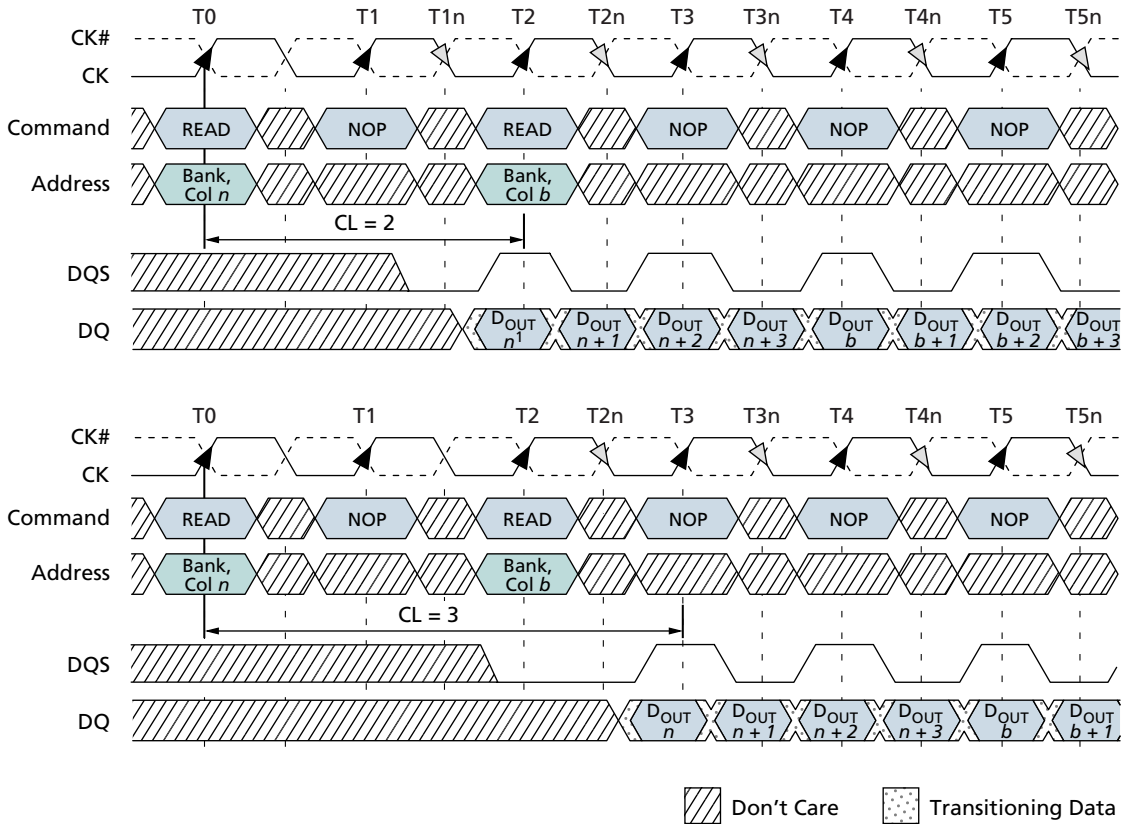 T0 T1 T1n T2 T2n T3 T3n T4 T4n T5 T5n
CK#
CK
Command READ NOP READ NOP NOP NOP
Address Bank, Col n Bank, Col b
CL = 2
DQS
DQ DOUT n1 DOUT n + 1 DOUT n + 2 DOUT n + 3 DOUT b DOUT b + 1 DOUT b + 2 DOUT b + 3
T0 T1 T2 T2n T3 T3n T4 T4n T5 T5n
CK#
CK
Command READ NOP READ NOP NOP NOP
Address Bank, Col n Bank, Col b
CL = 3
DQS
DQ DOUT n DOUT n + 1 DOUT n + 2 DOUT n + 3 DOUT b DOUT b + 1
Don't Care Transitioning Data